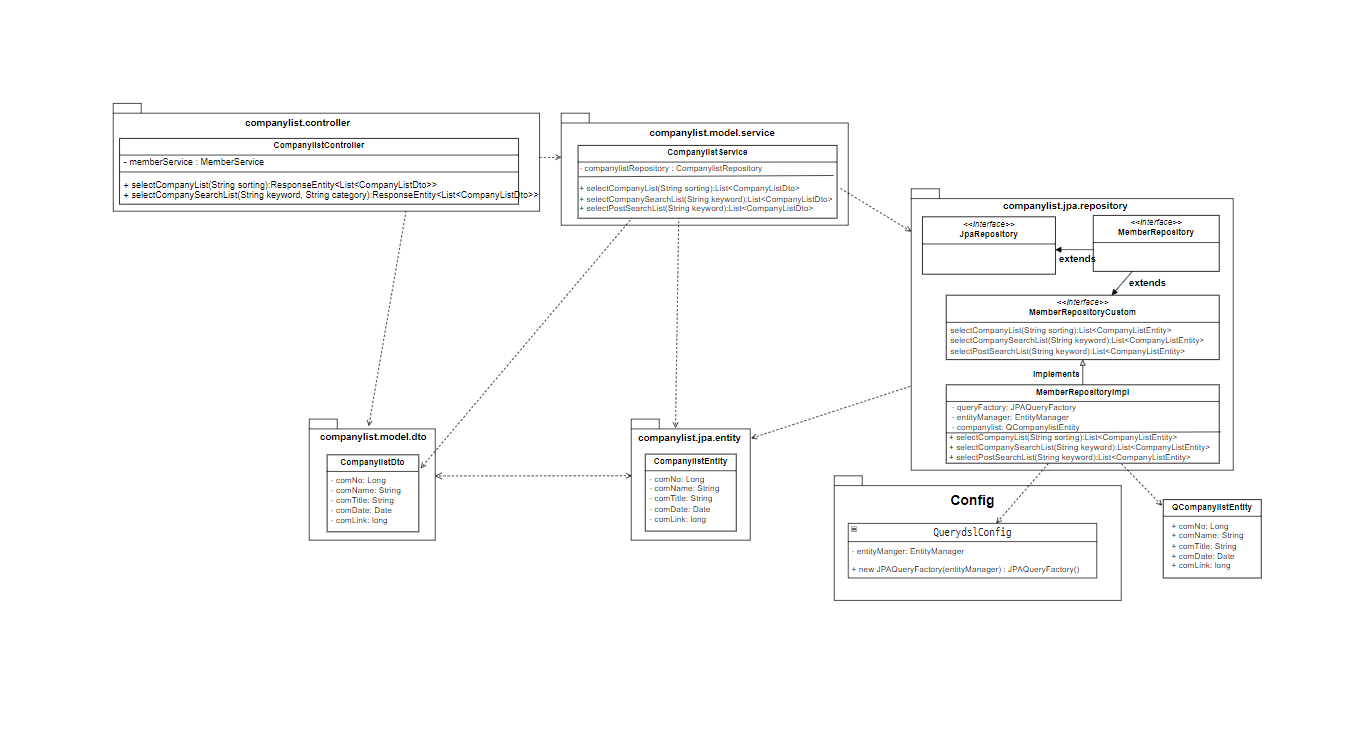 companylist.controller
CompanylistController
- memberService : MemberService
+ selectCompanyList(String sorting):ResponseEntity<List<CompanyListDto>>
+ selectCompanySearchList(String keyword, String category):ResponseEntity<List<CompanyListDto>>
companylist.model.service
CompanylistService
- companylistRepository : CompanylistRepository
+ selectCompanyList(String sorting):List<CompanyListDto>
+ selectCompanySearchList(String keyword):List<CompanyListDto>
+ selectPostSearchList(String keyword):List<CompanyListDto>
companylist.jpa.repository
<<Interface>>
JpaRepository
<<Interface>>
MemberRepository
extends
extends
<<Interface>>
MemberRepositoryCustom
selectCompanyList(String sorting):List<CompanyListEntity>
selectCompanySearchList(String keyword):List<CompanyListEntity>
selectPostSearchList(String keyword):List<CompanyListEntity>
implements
MemberRepositoryImpl
- queryFactory: JPAQueryFactory
- entityManager: EntityManager
- companylist: QCompanylistEntity
+ selectCompanyList(String sorting):List<CompanyListEntity>
+ selectCompanySearchList(String keyword):List<CompanyListEntity>
+ selectPostSearchList(String keyword):List<CompanyListEntity>
companylist.model.dto
CompanylistDto
- comNo: Long
- comName: String
- comTitle: String
- comDate: Date
- comLink: long
companylist.jpa.entity
CompanylistEntity
- comNo: Long
- comName: String
- comTitle: String
- comDate: Date
- comLink: long
Config
QuerydslConfig
- entityManger: EntityManager
+ new JPAQueryFactory(entityManager) : JPAQueryFactory()
QCompanylistEntity
+ comNo: Long
+ comName: String
+ comTitle: String
+ comDate: Date
+ comLink: long